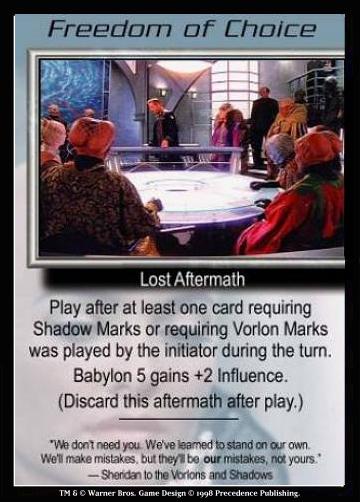 Freedom of Choice
Lost Aftermath
Play after at least one card requiring
Shadow Marks or requiring Vorlon Marks
was played by the initiator during the turn.
Babylon 5 gains +2 Influence.
(Discard this aftermath after play.)
"We don't need you. We've learned to stand on our own.
We'll make mistakes, but they'll be our mistakes, not yours."
— Sheridan to the Vorlons and Shadows
TM & © Warner Bros. Game Design © 1998 Precedence Publishing.